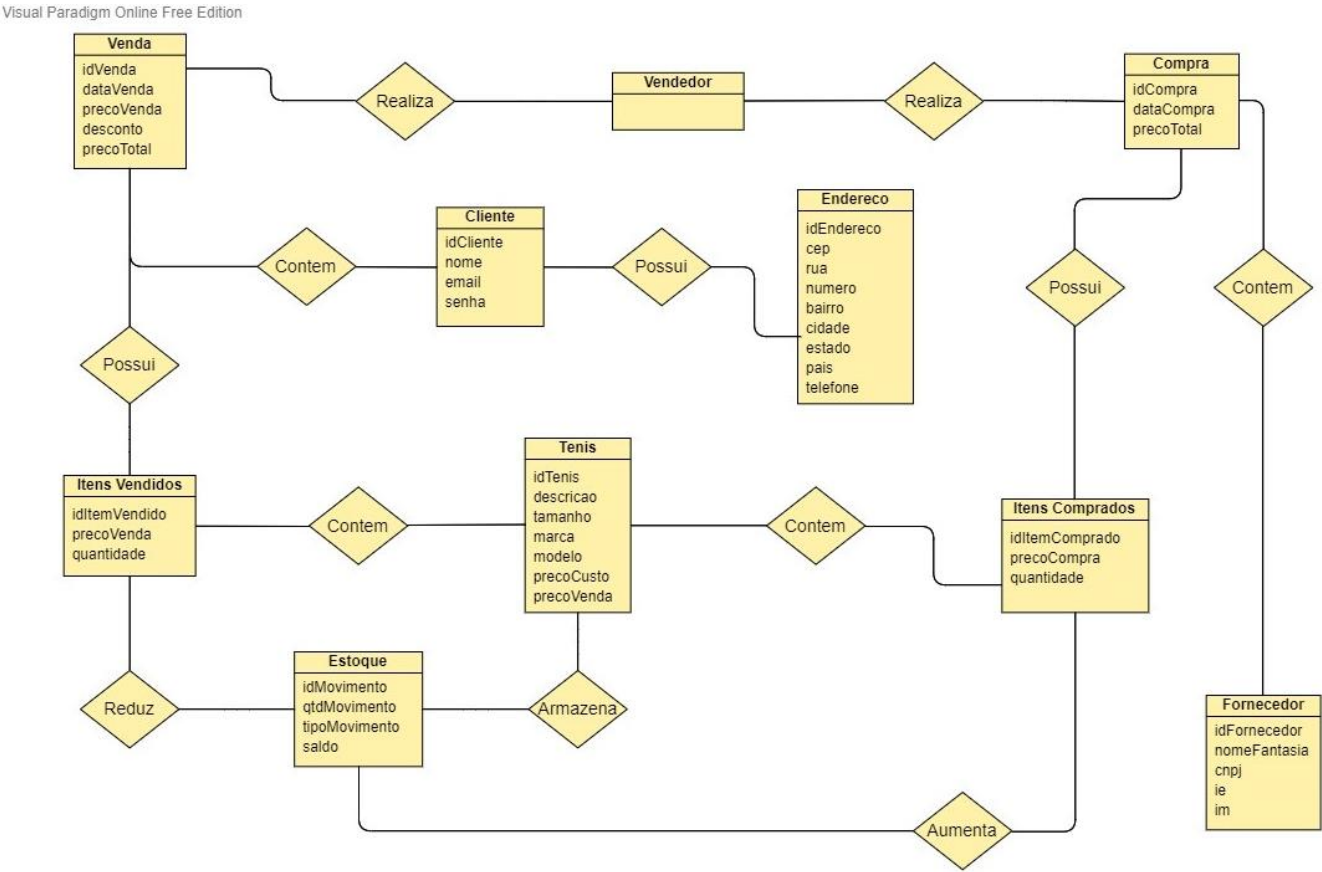 Visual Paradigm Online Free Edition
Venda
idVenda
dataVenda
precoVenda
desconto
precoTotal
Realiza
Vendedor
Realiza
Compra
idCompra
dataCompra
precoTotal
Contem
Cliente
idCliente
nome
email
senha
Possui
Endereco
idEndereco
cep
rua
numero
bairro
cidade
estado
pais
telefone
Possui
Contem
Possui
Itens Vendidos
idItemVendido
precoVenda
quantidade
Contem
Tenis
idTenis
descricao
tamanho
marca
modelo
precoCusto
precoVenda
Contem
Itens Comprados
idItemComprado
precoCompra
quantidade
Reduz
Estoque
idMovimento
qtdMovimento
tipoMovimento
saldo
Armazena
Fornecedor
idFornecedor
nomeFantasia
cnpj
ie
im
Aumenta